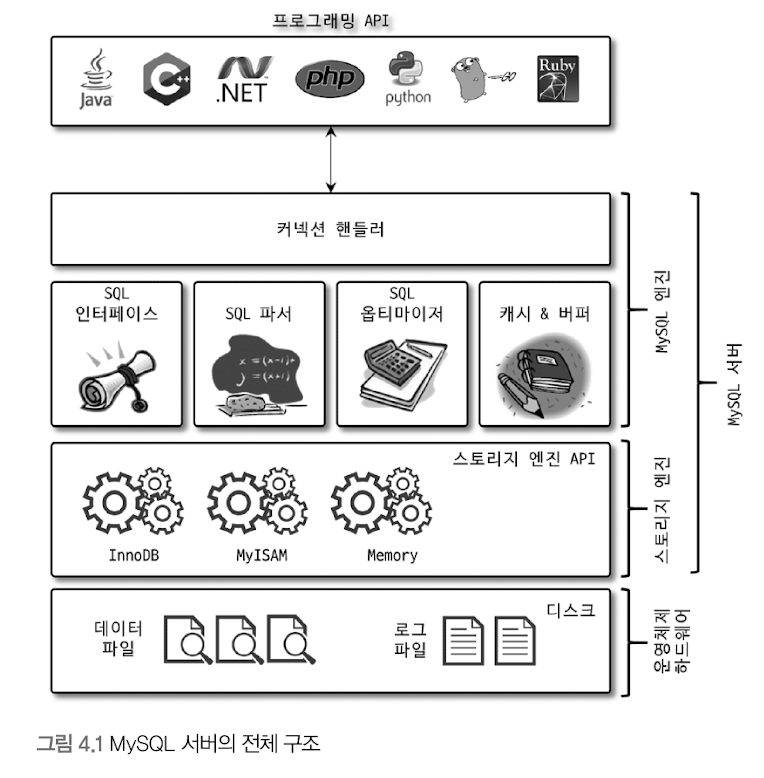 프로그래밍 API
Java
C++
.NET
php
python
GO
Ruby
커넥션 핸들러
SQL
인터페이스
SQL 파서
x = (x-i)+
y = (x+i)
SQL
옵티마이저
캐시 & 버퍼
MySQL 엔진
MySQL 서버
스토리지 엔진 API
InnoDB
MyISAM
Memory
스토리지 엔진
디스크
데이터
파일
로그
파일
운영체제
하드웨어
그림 4.1 MySQL 서버의 전체 구조